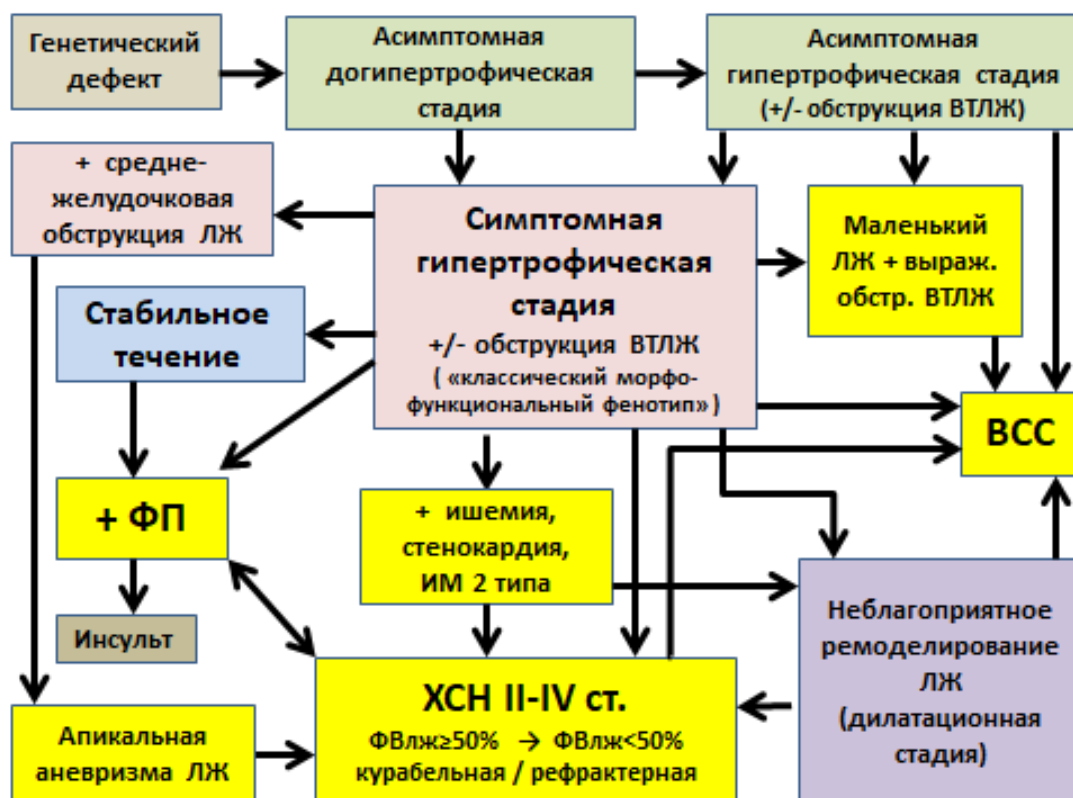 Генетический
дефект
Асимптомная
догипертрофическая
стадия
Асимптомная
гипертрофическая стадия
(+/- обструкция ВТЛЖ)
+ средне-
желудочковая
обструкция ЛЖ
Симптомная
гипертрофическая
стадия
+/- обструкция ВТЛЖ
( «классический морфо-
функциональный фенотип» )
Маленький
ЛЖ + выраж.
обстр. ВТЛЖ
Стабильное
течение
ВСС
+ ФП
+ ишемия,
стенокардия,
ИМ 2 типа
Инсульт
Неблагоприятное
ремоделирование
ЛЖ
(дилатационная
стадия)
Апикальная
аневризма ЛЖ
ХСН II-IV ст.
ФВлж≥50% → ФВлж<50%
курабельная / рефрактерная